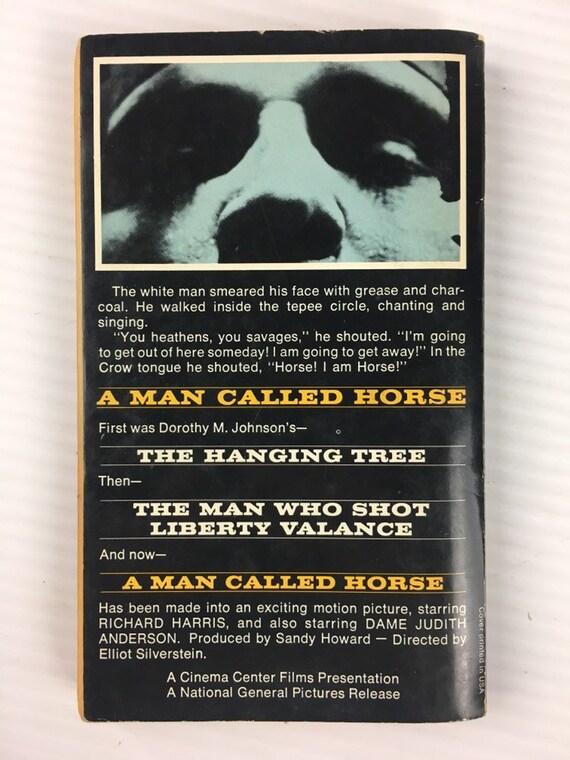 The white man smeared his face with grease and char-
coal. He walked inside the tepee circle, chanting and
singing.
"You heathens, you savages," he shouted. "I'm going
to get out of here someday! I am going to get away!" In the
Crow tongue he shouted, "Horse! I am Horse!"
A MAN CALLED HORSE
First was Dorothy M. Johnson's—
THE HANGING TREE
Then—
THE MAN WHO SHOT
LIBERTY VALANCE
And now—
A MAN CALLED HORSE
Has been made into an exciting motion picture, starring
RICHARD HARRIS, and also starring DAME JUDITH
ANDERSON. Produced by Sandy Howard — Directed by
Elliot Silverstein.
A Cinema Center Films Presentation
A National General Pictures Release
Cover printed in USA